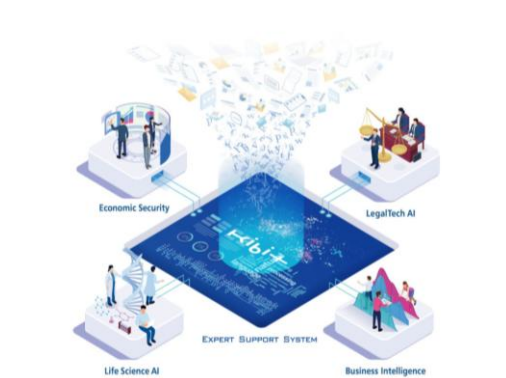 Economic Security
LegalTech AI
kibit
EXPERT SUPPORT SYSTEM
Life Science AI
Business Intelligence